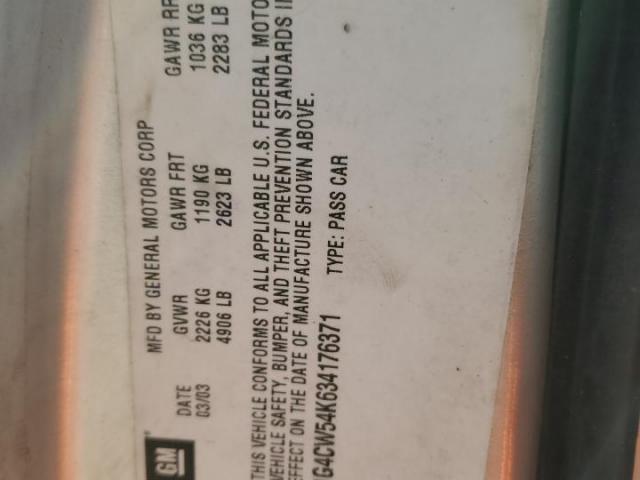 GM
MFD BY GENERAL MOTORS CORP
DATE GVWR GAWR FRT GAWR RR
03/03 2226 KG 1190 KG 1036 KG
4906 LB 2623 LB 2283 LB
THIS VEHICLE CONFORMS TO ALL APPLICABLE U.S. FEDERAL MOTO
VEHICLE SAFETY, BUMPER, AND THEFT PREVENTION STANDARDS I
EFFECT ON THE DATE OF MANUFACTURE SHOWN ABOVE.
G4CW54K634176371 TYPE: PASS CAR